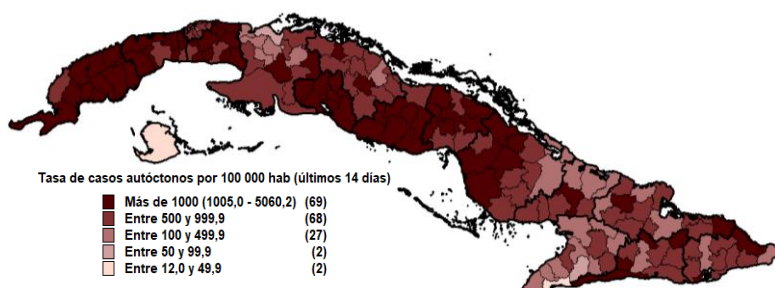 Tasa de casos autóctonos por 100 000 hab (últimos 14 días)
Más de 1000 (1005,0 - 5060,2) (69)
Entre 500 y 999,9 (68)
Entre 100 y 499,9 (27)
Entre 50 y 99,9 (2)
Entre 12,0 y 49,9 (2)